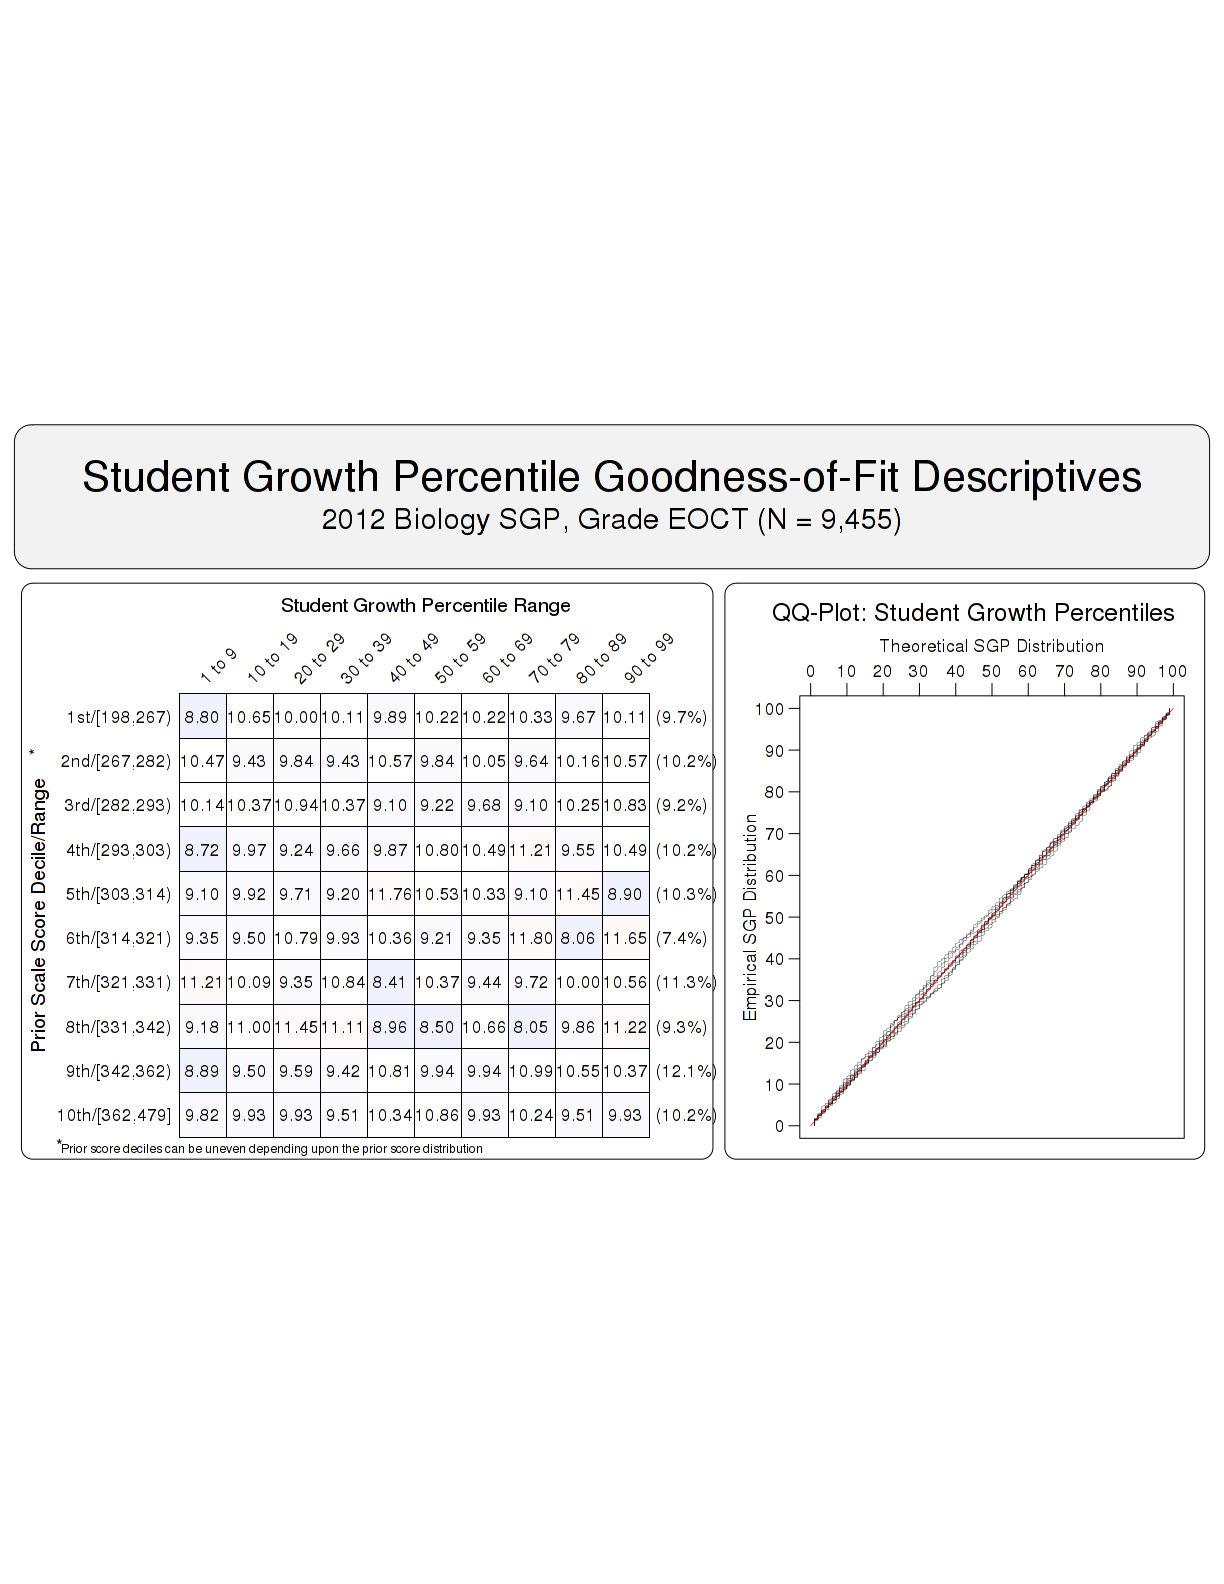 Student Growth Percentile Goodness-of-Fit Descriptives
2012 Biology SGP, Grade EOCT (N = 9,455)
Student Growth Percentile Range
1 to 9 10 to 19 20 to 29 30 to 39 40 to 49 50 to 59 60 to 69 70 to 79 80 to 89 90 to 99
Prior Scale Score Decile/Range *
1st/[198,267) 8.80 10.65 10.00 10.11 9.89 10.22 10.22 10.33 9.67 10.11 (9.7%)
2nd/[267,282) 10.47 9.43 9.84 9.43 10.57 9.84 10.05 9.64 10.16 10.57 (10.2%)
3rd/[282,293) 10.14 10.37 10.94 10.37 9.10 9.22 9.68 9.10 10.25 10.83 (9.2%)
4th/[293,303) 8.72 9.97 9.24 9.66 9.87 10.80 10.49 11.21 9.55 10.49 (10.2%)
5th/[303,314) 9.10 9.92 9.71 9.20 11.76 10.53 10.33 9.10 11.45 8.90 (10.3%)
6th/[314,321) 9.35 9.50 10.79 9.93 10.36 9.21 9.35 11.80 8.06 11.65 (7.4%)
7th/[321,331) 11.21 10.09 9.35 10.84 8.41 10.37 9.44 9.72 10.00 10.56 (11.3%)
8th/[331,342) 9.18 11.00 11.45 11.11 8.96 8.50 10.66 8.05 9.86 11.22 (9.3%)
9th/[342,362) 8.89 9.50 9.59 9.42 10.81 9.94 9.94 10.99 10.55 10.37 (12.1%)
10th/[362,479] 9.82 9.93 9.93 9.51 10.34 10.86 9.93 10.24 9.51 9.93 (10.2%)
*Prior score deciles can be uneven depending upon the prior score distribution
QQ-Plot: Student Growth Percentiles
Theoretical SGP Distribution
0 10 20 30 40 50 60 70 80 90 100
Empirical SGP Distribution
100
90
80
70
60
50
40
30
20
10
0